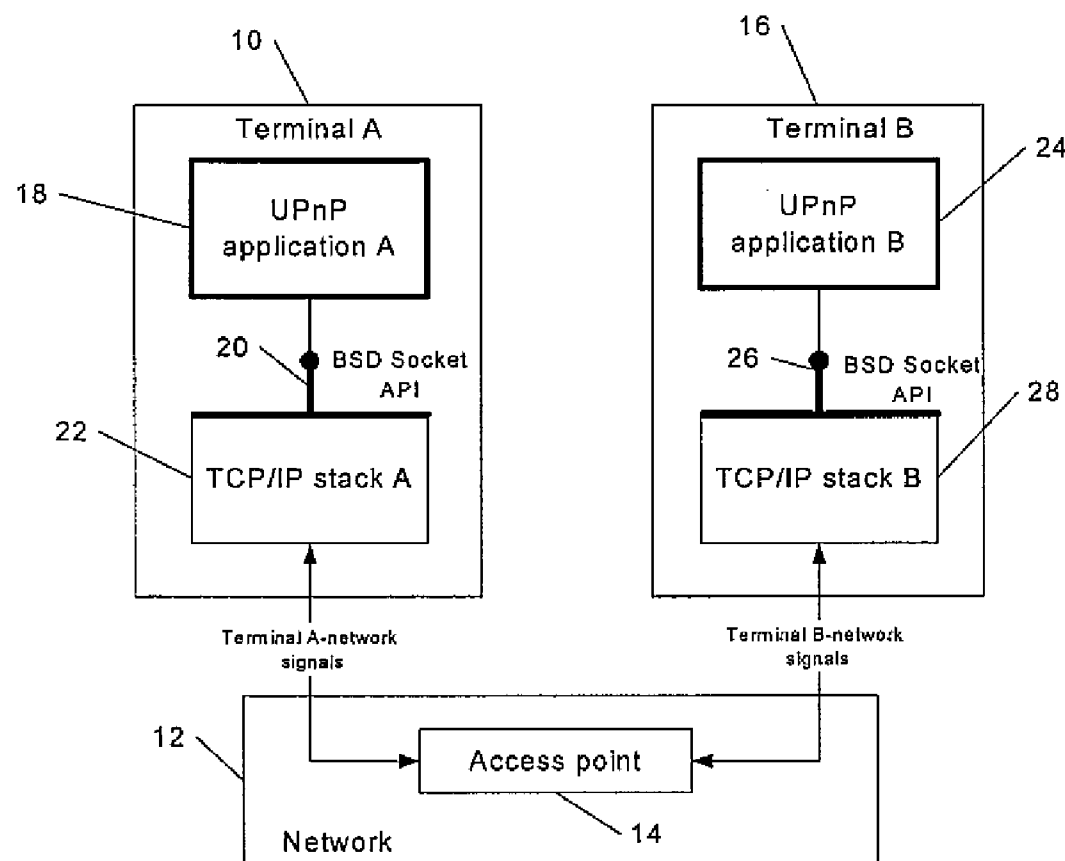 10
16
Terminal A
Terminal B
18
24
UPnP
application A
UPnP
application B
20
BSD Socket
API
26
BSD Socket
API
22
28
TCP/IP stack A
TCP/IP stack B
Terminal A-network
signals
Terminal B-network
signals
12
Access point
14
Network